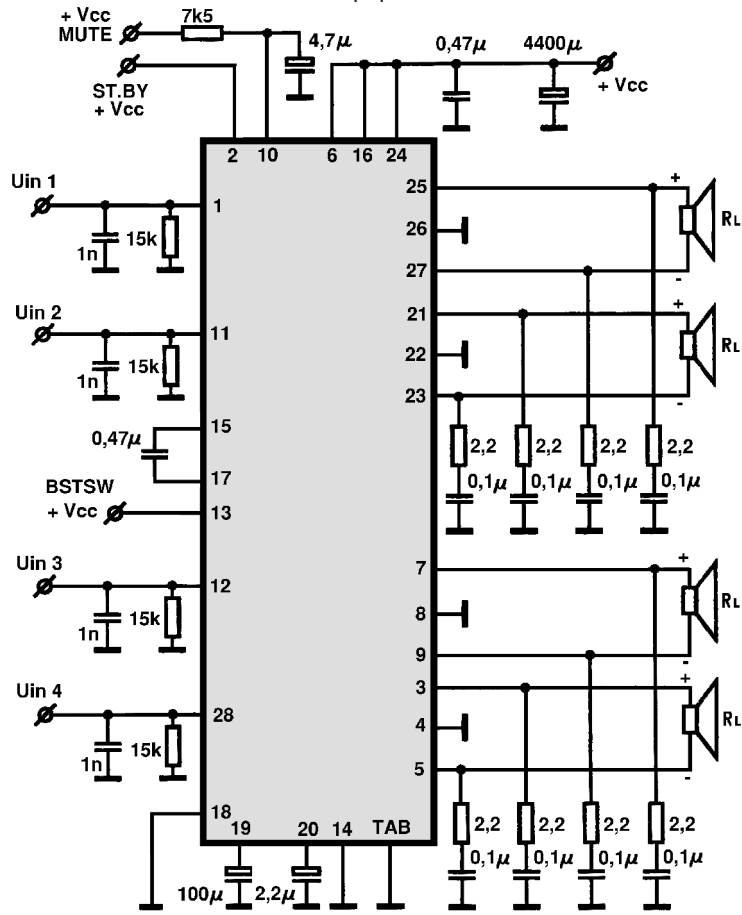 + Vcc
MUTE
7k5
4,7µ
0,47µ
4400µ
+ Vcc
ST.BY
+ Vcc
2
10
6
16
24
Uin 1
1
1n
15k
Uin 2
11
1n
15k
0,47µ
15
17
BSTSW
+ Vcc
13
Uin 3
12
1n
15k
Uin 4
28
1n
15k
18
19
20
14
TAB
100µ
2,2µ
25
+
26
RL
27
-
21
+
22
RL
23
-
2,2
2,2
2,2
2,2
0,1µ
0,1µ
0,1µ
0,1µ
7
+
8
RL
9
-
3
+
4
RL
5
-
2,2
2,2
2,2
2,2
0,1µ
0,1µ
0,1µ
0,1µ